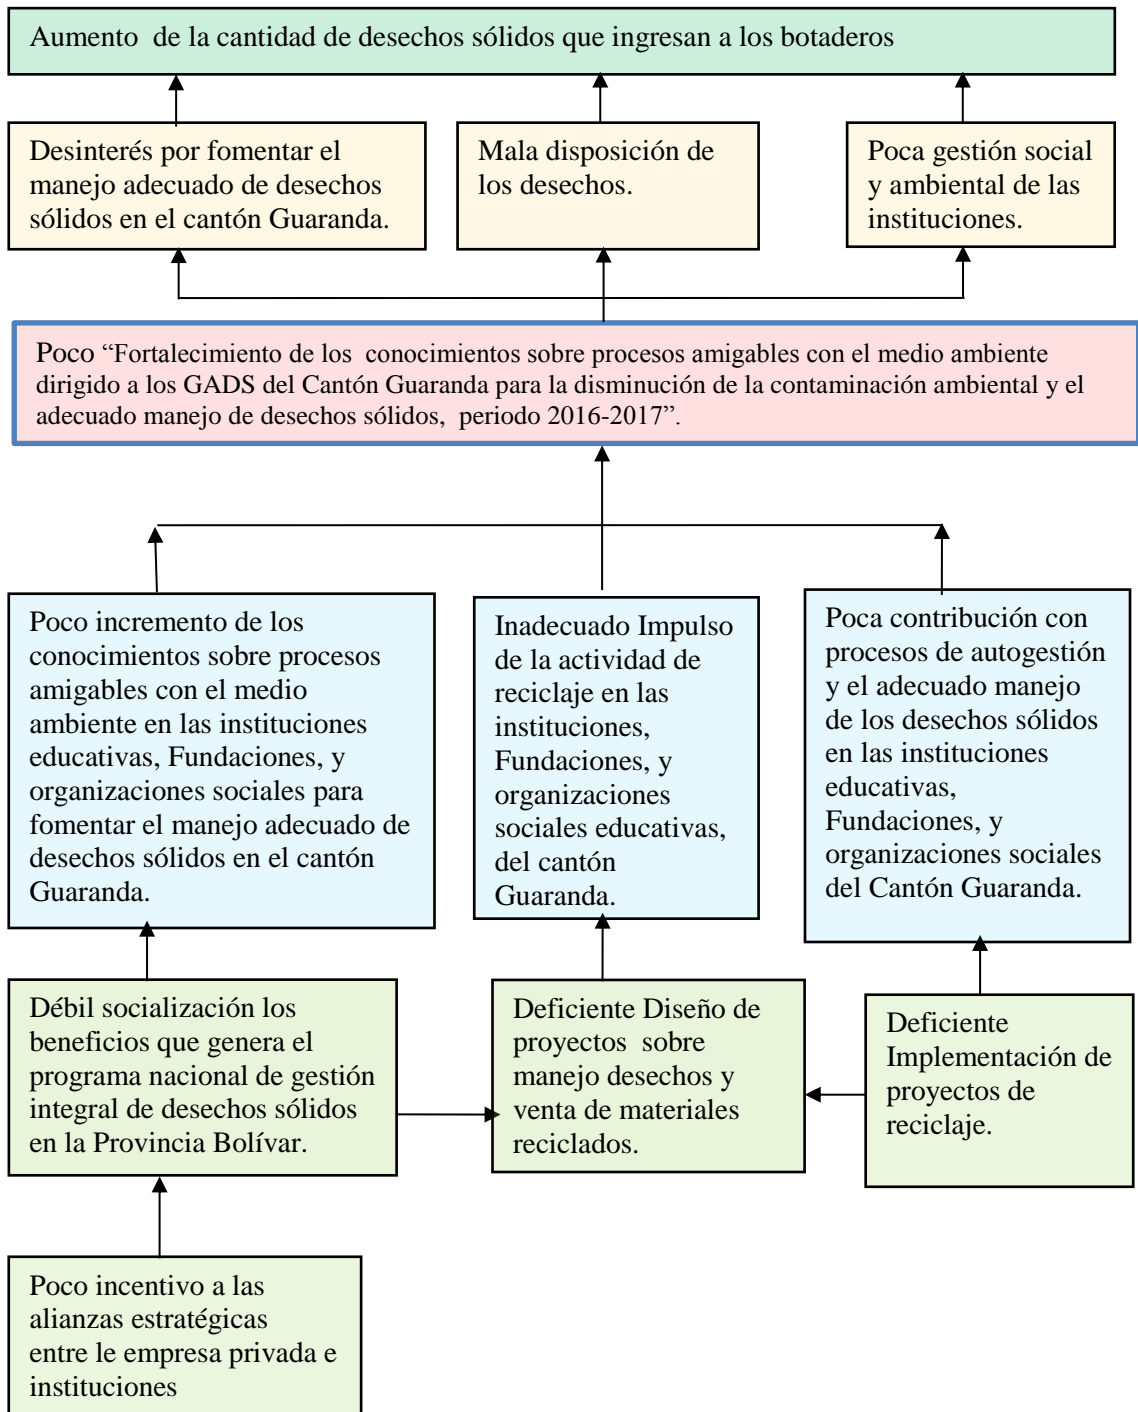 Aumento  de la cantidad de desechos sólidos que ingresan a los botaderos
Desinterés por fomentar el
manejo adecuado de desechos
sólidos en el cantón Guaranda.
Mala disposición de
los desechos.
Poca gestión social
y ambiental de las
instituciones.
Poco “Fortalecimiento de los  conocimientos sobre procesos amigables con el medio ambiente
dirigido a los GADS del Cantón Guaranda para la disminución de la contaminación ambiental y el
adecuado manejo de desechos sólidos,  periodo 2016-2017”.
Poco incremento de los
conocimientos sobre procesos
amigables con el medio
ambiente en las instituciones
educativas, Fundaciones, y
organizaciones sociales para
fomentar el manejo adecuado de
desechos sólidos en el cantón
Guaranda.
Inadecuado Impulso
de la actividad de
reciclaje en las
instituciones,
Fundaciones, y
organizaciones
sociales educativas,
del cantón
Guaranda.
Poca contribución con
procesos de autogestión
y el adecuado manejo
de los desechos sólidos
en las instituciones
educativas,
Fundaciones, y
organizaciones sociales
del Cantón Guaranda.
Débil socialización los
beneficios que genera el
programa nacional de gestión
integral de desechos sólidos
en la Provincia Bolívar.
Deficiente Diseño de
proyectos  sobre
manejo desechos y
venta de materiales
reciclados.
Deficiente
Implementación de
proyectos de
reciclaje.
Poco incentivo a las
alianzas estratégicas
entre le empresa privada e
instituciones